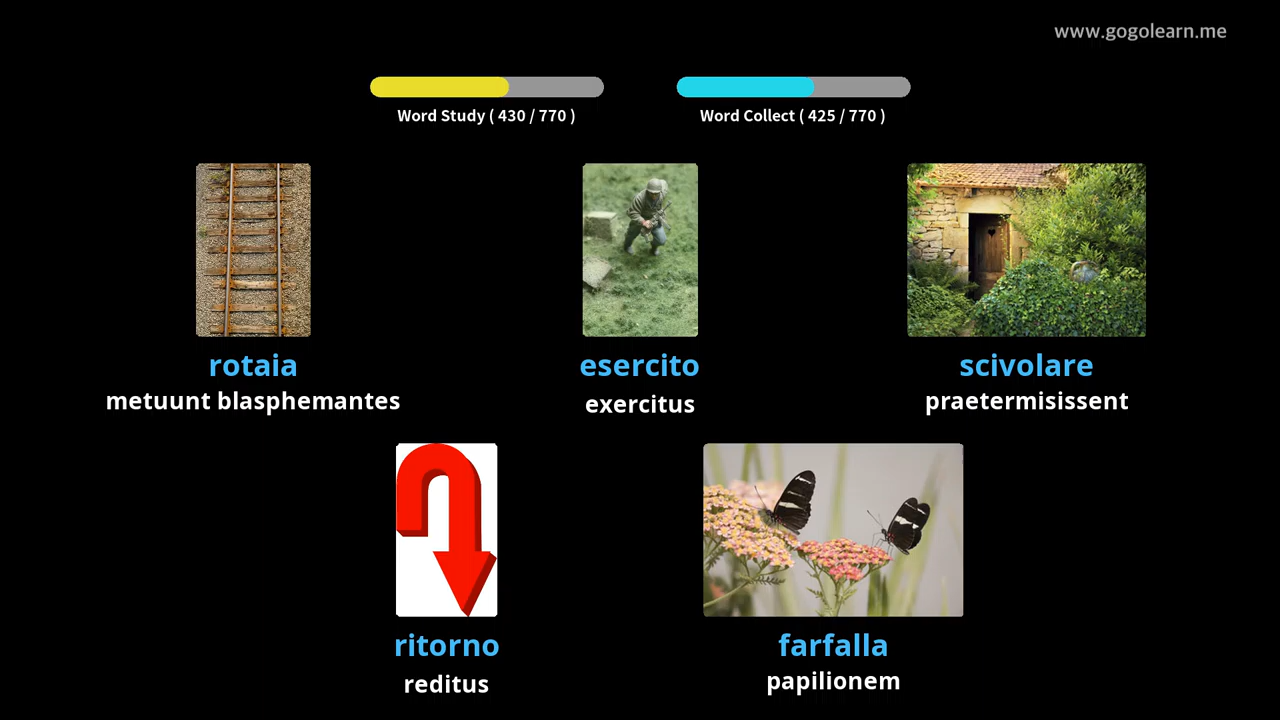 www.gogolearn.me
Word Study ( 430 / 770 )
Word Collect ( 425 / 770 )
rotaia
metuunt blasphemantes
esercito
exercitus
scivolare
praetermisissent
ritorno
reditus
farfalla
papilionem